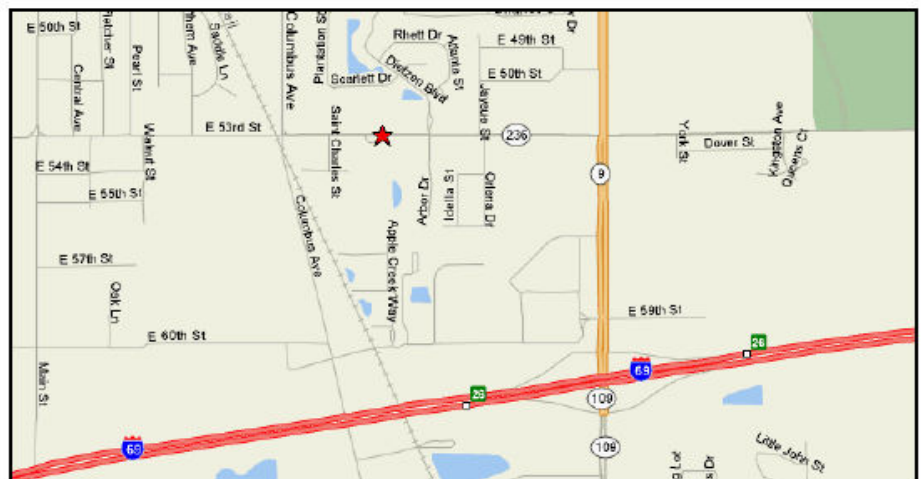 E 50th St
Fletcher St
Pearl St
Saddle Ln
Columbus Ave
Rhett Dr
Atlanta St
E 49th St
E 50th St
Scarlett Dr
Dietzen Blvd
Central Ave
Jaysue St
E 53rd St
236
Saint Charles St
Walnut St
York St
Dover St
Kingston Ave
Queens Ct
E 54th St
9
E 55th St
Arbor Dr
Idella St
Orlena Dr
Columbus Ave
Apple Creek Way
E 57th St
Oak Ln
E 59th St
E 60th St
26
69
Main St
26
109
69
109
Little John St